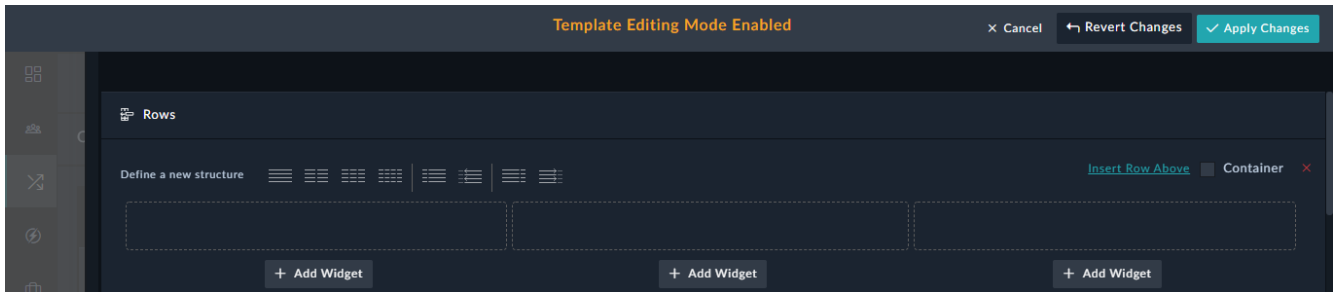 Template Editing Mode Enabled
× Cancel
Revert Changes
Apply Changes
Rows
Define a new structure
Insert Row Above
Container
+ Add Widget
+ Add Widget
+ Add Widget